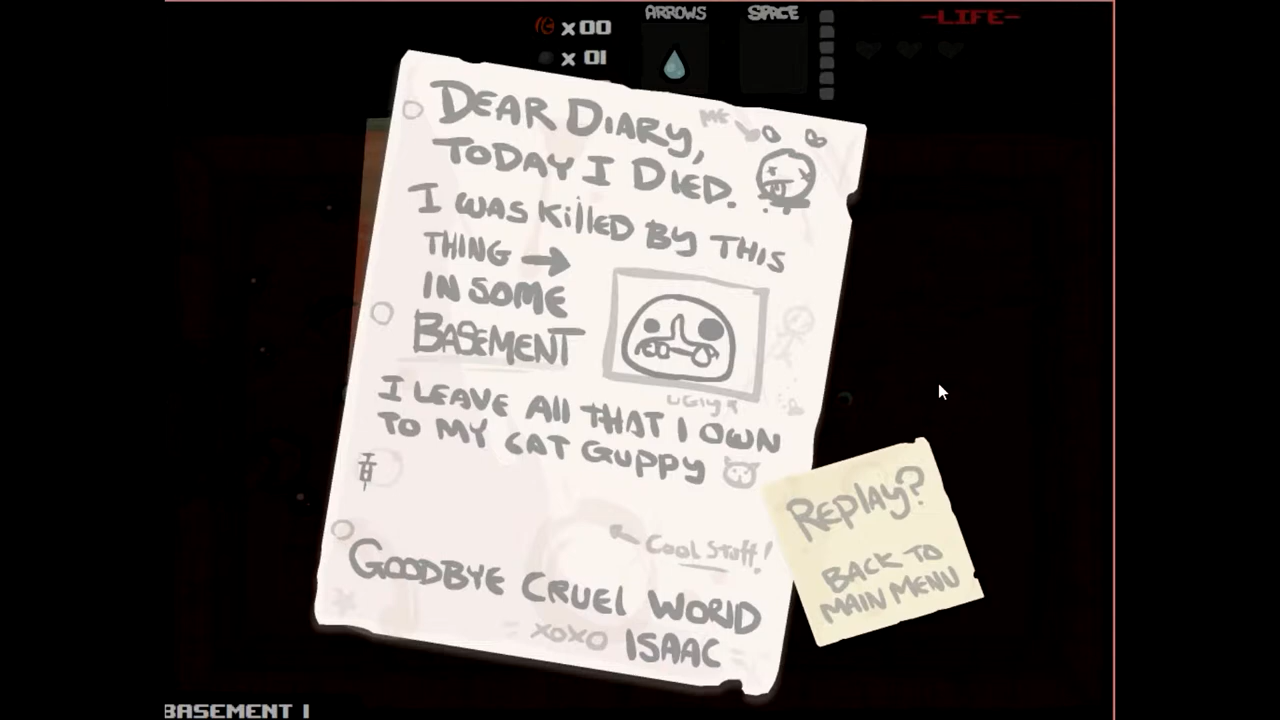 x00
x 01
ARROWS
SPACE
-LIFE-
DEAR DIARY,
ME
TODAY I DIED.
I WAS KillED BY THIS
THING →
IN SOME
BASEMENT
UGLY
I LEAVE All THAT I OWN
TO MY CAT GUPPY
COOL STUFF!
GOODBYE CRUEL WORLD
XOXO ISAAC
REPLAY?
BACK TO
MAIN MENU
BASEMENT I